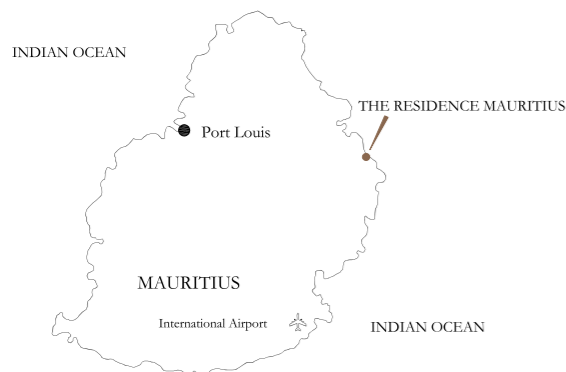 INDIAN OCEAN
THE RESIDENCE MAURITIUS
Port Louis
MAURITIUS
International Airport
INDIAN OCEAN